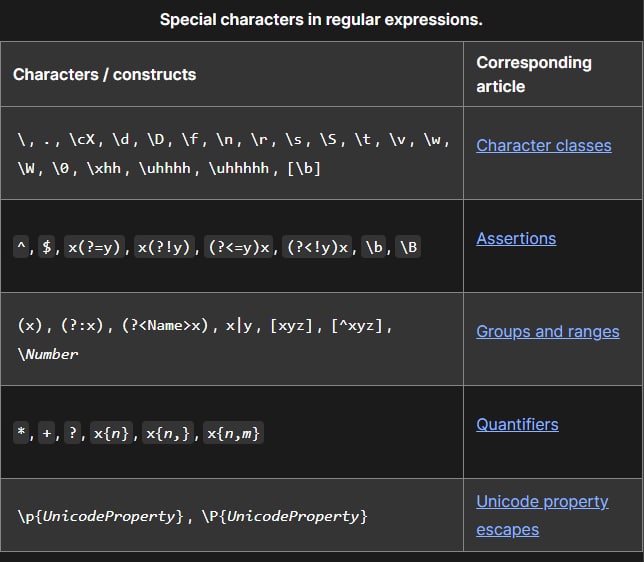 Special characters in regular expressions.
Characters / constructs
Corresponding
article
\, ., \cX, \d, \D, \f, \n, \r, \s, \S, \t, \v, \w,
\W, \0, \xhh, \uhhhh, \uhhhhh, [\b]
Character classes
^, $, x(?=y), x(?!y), (?<=y)x, (?<!y)x, \b, \B
Assertions
(x), (?:x), (?<Name>x), x|y, [xyz], [^xyz],
\Number
Groups and ranges
*, +, ?, x{n}, x{n,}, x{n,m}
Quantifiers
\p{UnicodeProperty}, \P{UnicodeProperty}
Unicode property
escapes